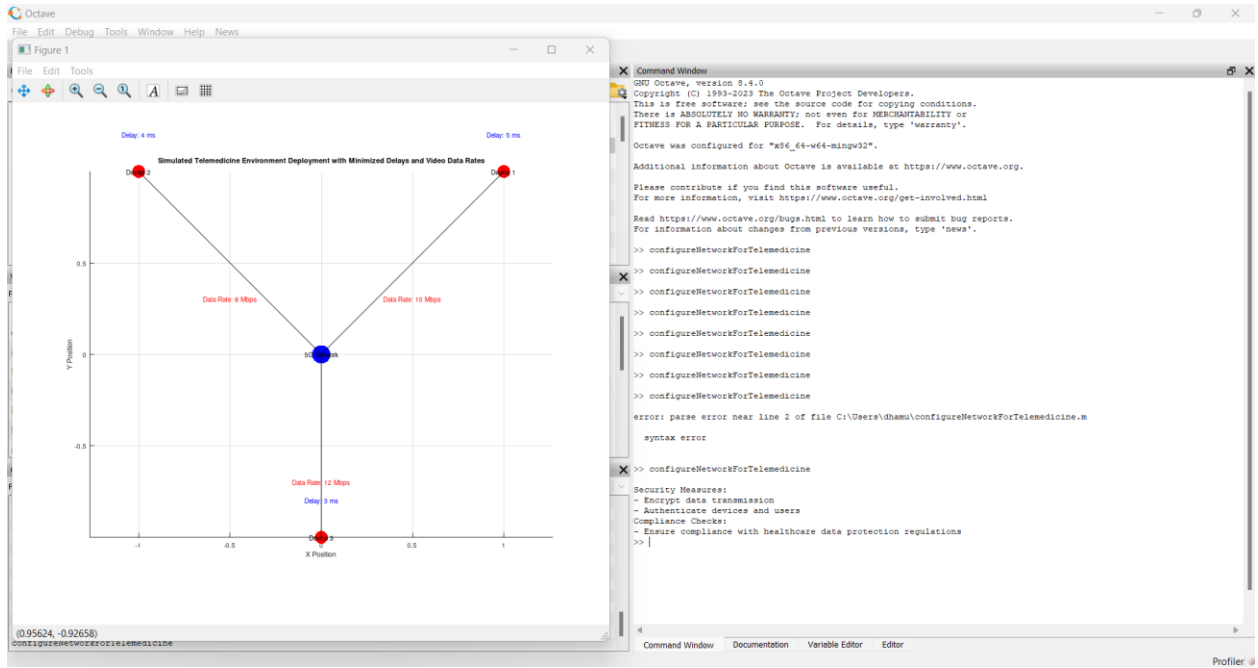 Octave
File Edit Debug Tools Window Help News
Figure 1
File Edit Tools
A
Delay: 4 ms
Delay: 5 ms
Simulated Telemedicine Environment Deployment with Minimized Delays and Video Data Rates
Device 2
Device 1
0.5
Data Rate: 8 Mbps
Data Rate: 10 Mbps
Y Position
0
5G Network
-0.5
Data Rate: 12 Mbps
Delay: 3 ms
Device 3
-1
-0.5
0
0.5
1
X Position
(0.95624, -0.92658)
configureNetworkForTelemedicine
Command Window
GNU Octave, version 8.4.0
Copyright (C) 1993-2023 The Octave Project Developers.
This is free software; see the source code for copying conditions.
There is ABSOLUTELY NO WARRANTY; not even for MERCHANTABILITY or
FITNESS FOR A PARTICULAR PURPOSE. For details, type 'warranty'.
Octave was configured for "x86_64-w64-mingw32".
Additional information about Octave is available at https://www.octave.org.
Please contribute if you find this software useful.
For more information, visit https://www.octave.org/get-involved.html
Read https://www.octave.org/bugs.html to learn how to submit bug reports.
For information about changes from previous versions, type 'news'.
>> configureNetworkForTelemedicine
>> configureNetworkForTelemedicine
>> configureNetworkForTelemedicine
>> configureNetworkForTelemedicine
>> configureNetworkForTelemedicine
>> configureNetworkForTelemedicine
>> configureNetworkForTelemedicine
>> configureNetworkForTelemedicine
error: parse error near line 2 of file C:\Users\dhamu\configureNetworkForTelemedicine.m
syntax error
>> configureNetworkForTelemedicine
Security Measures:
- Encrypt data transmission
- Authenticate devices and users
Compliance Checks:
- Ensure compliance with healthcare data protection regulations
>>
Command Window Documentation Variable Editor Editor
Profiler